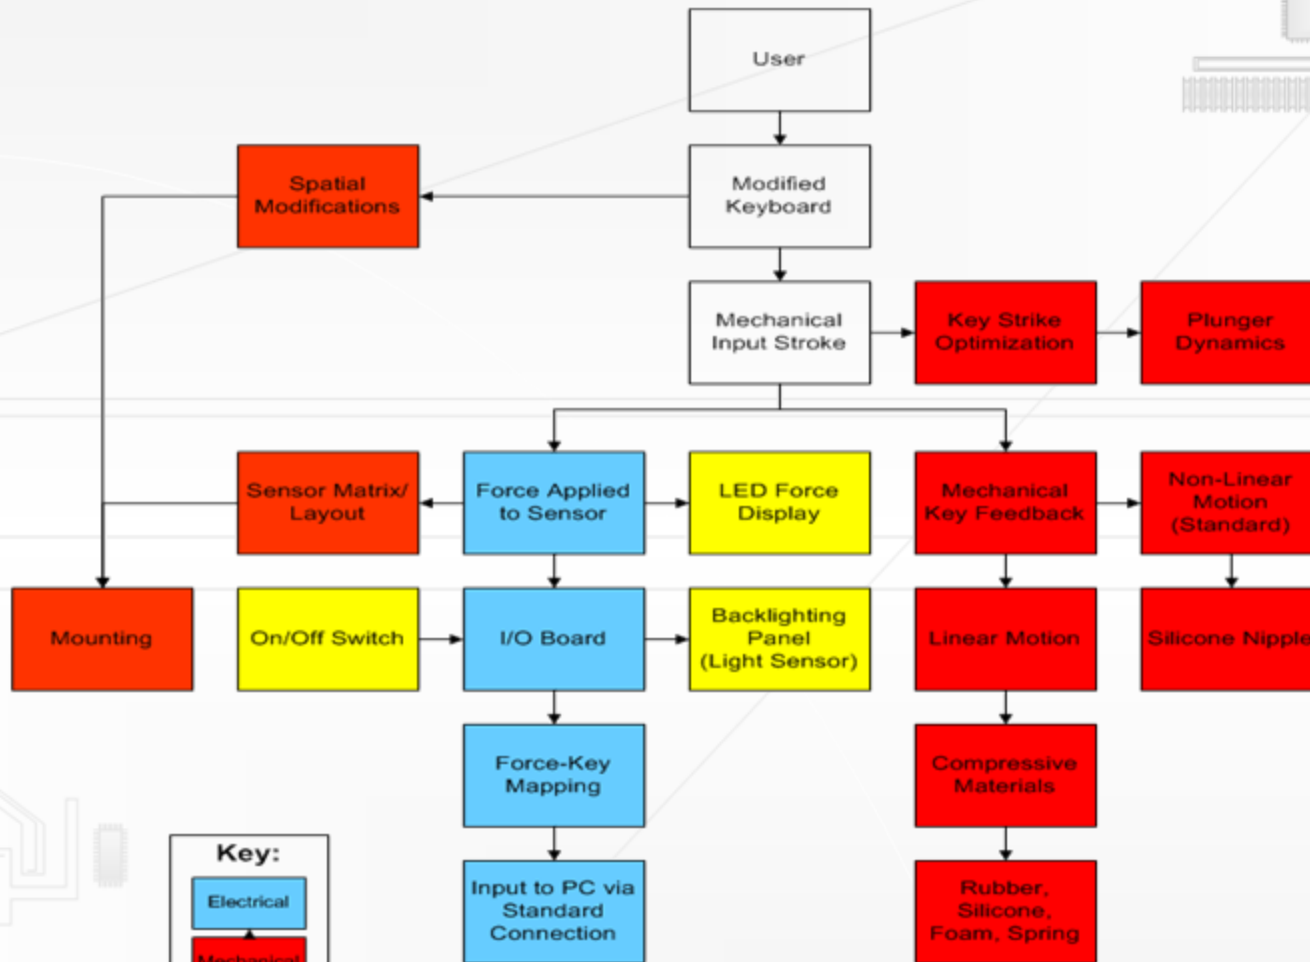 User
Spatial
Modifications
Modified
Keyboard
Mechanical
Input Stroke
Key Strike
Optimization
Plunger
Dynamics
Sensor Matrix/
Layout
Force Applied
to Sensor
LED Force
Display
Mechanical
Key Feedback
Non-Linear
Motion
(Standard)
Mounting
On/Off Switch
I/O Board
Backlighting
Panel
(Light Sensor)
Linear Motion
Silicone Nipple
Force-Key
Mapping
Compressive
Materials
Key:
Electrical
Mechanical
Input to PC via
Standard
Connection
Rubber,
Silicone,
Foam, Spring